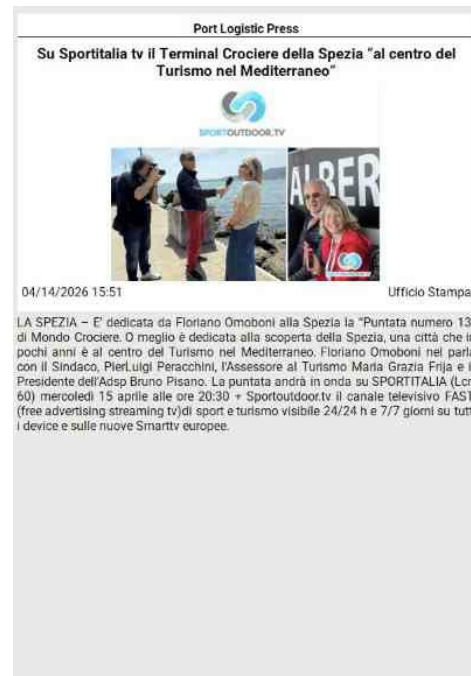 Port Logistic Press
Su Sportitalia tv il Terminal Crociere della Spezia “al centro del
Turismo nel Mediterraneo”
SPORTOUTDOOR.TV
ALBER
04/14/2026 15:51
Ufficio Stampa
LA SPEZIA – E' dedicata da Floriano Omoboni alla Spezia la “Puntata numero 13
di Mondo Crociere. O meglio è dedicata alla scoperta della Spezia, una città che i
pochi anni è al centro del Turismo nel Mediterraneo. Floriano Omoboni nei parl
con il Sindaco, PierLuigi Peracchini, l'Assessore al Turismo Maria Grazia Frija e i
Presidente dell'Adsp Bruno Pisano. La puntata andrà in onda su SPORTITALIA (Lcn
60) mercoledì 15 aprile alle ore 20:30 + Sportoutdoor.tv il canale televisivo FAST
(free advertising streaming tv)di sport e turismo visibile 24/24 h e 7/7 giorni su tutt
i device e sulle nuove Smarttv europee.